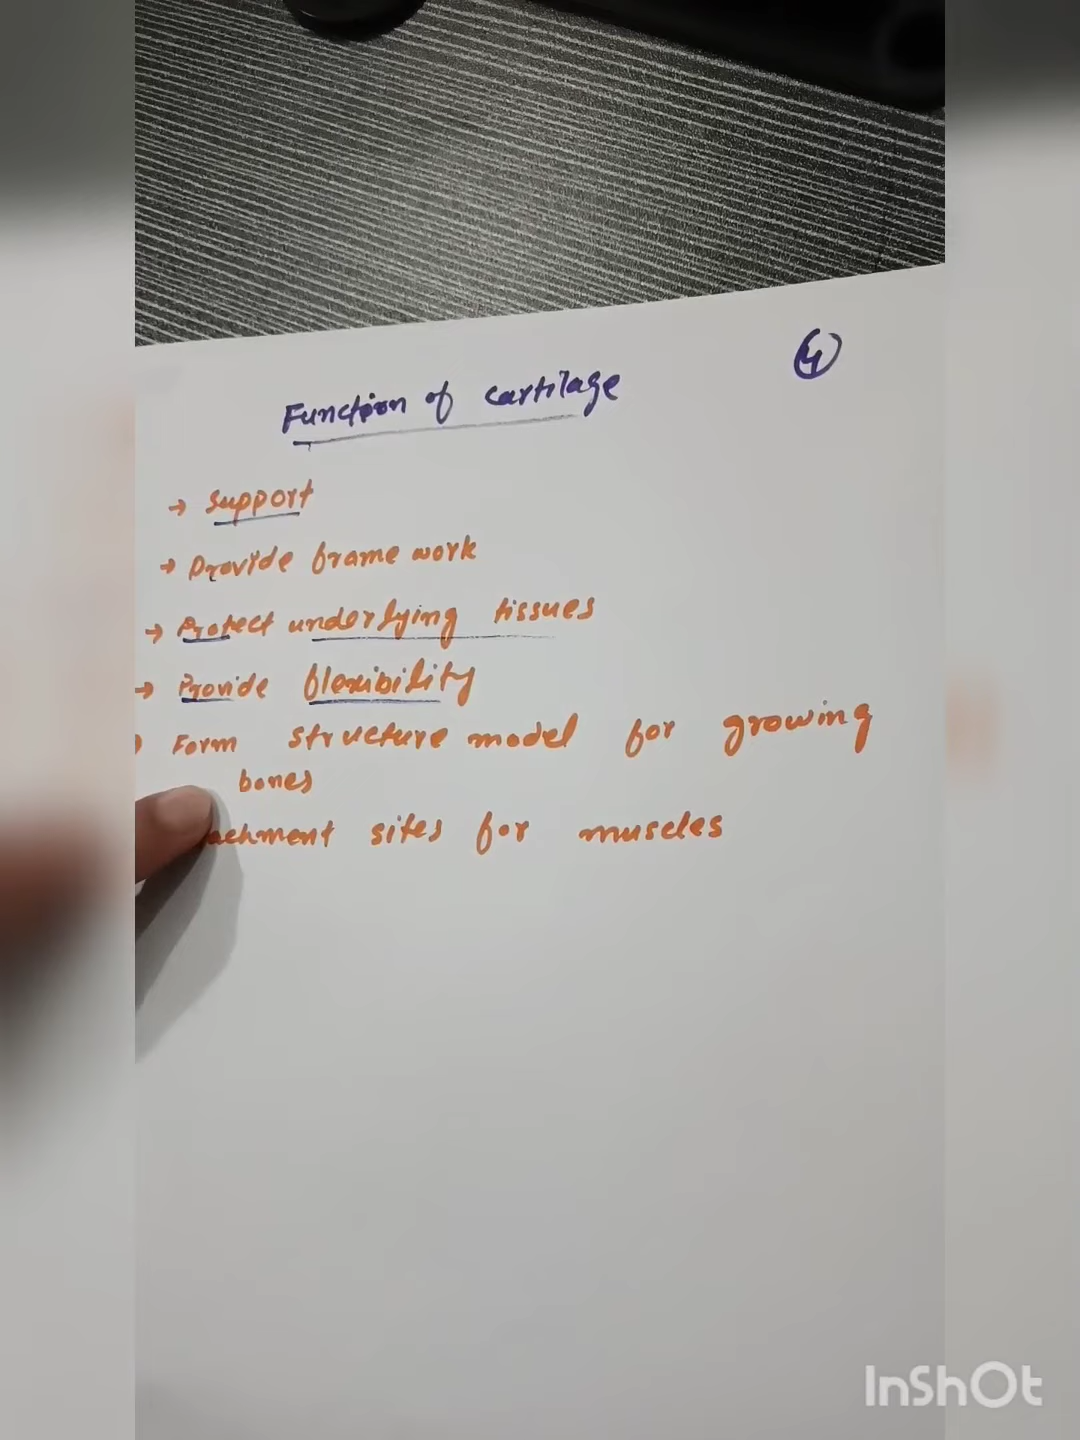 ④
Function of cartilage
→ support
→ Provide frame work
→ Protect underlying tissues
→ Provide flexibility
Form structure model for growing
bones
achment sites for muscles
InShOt